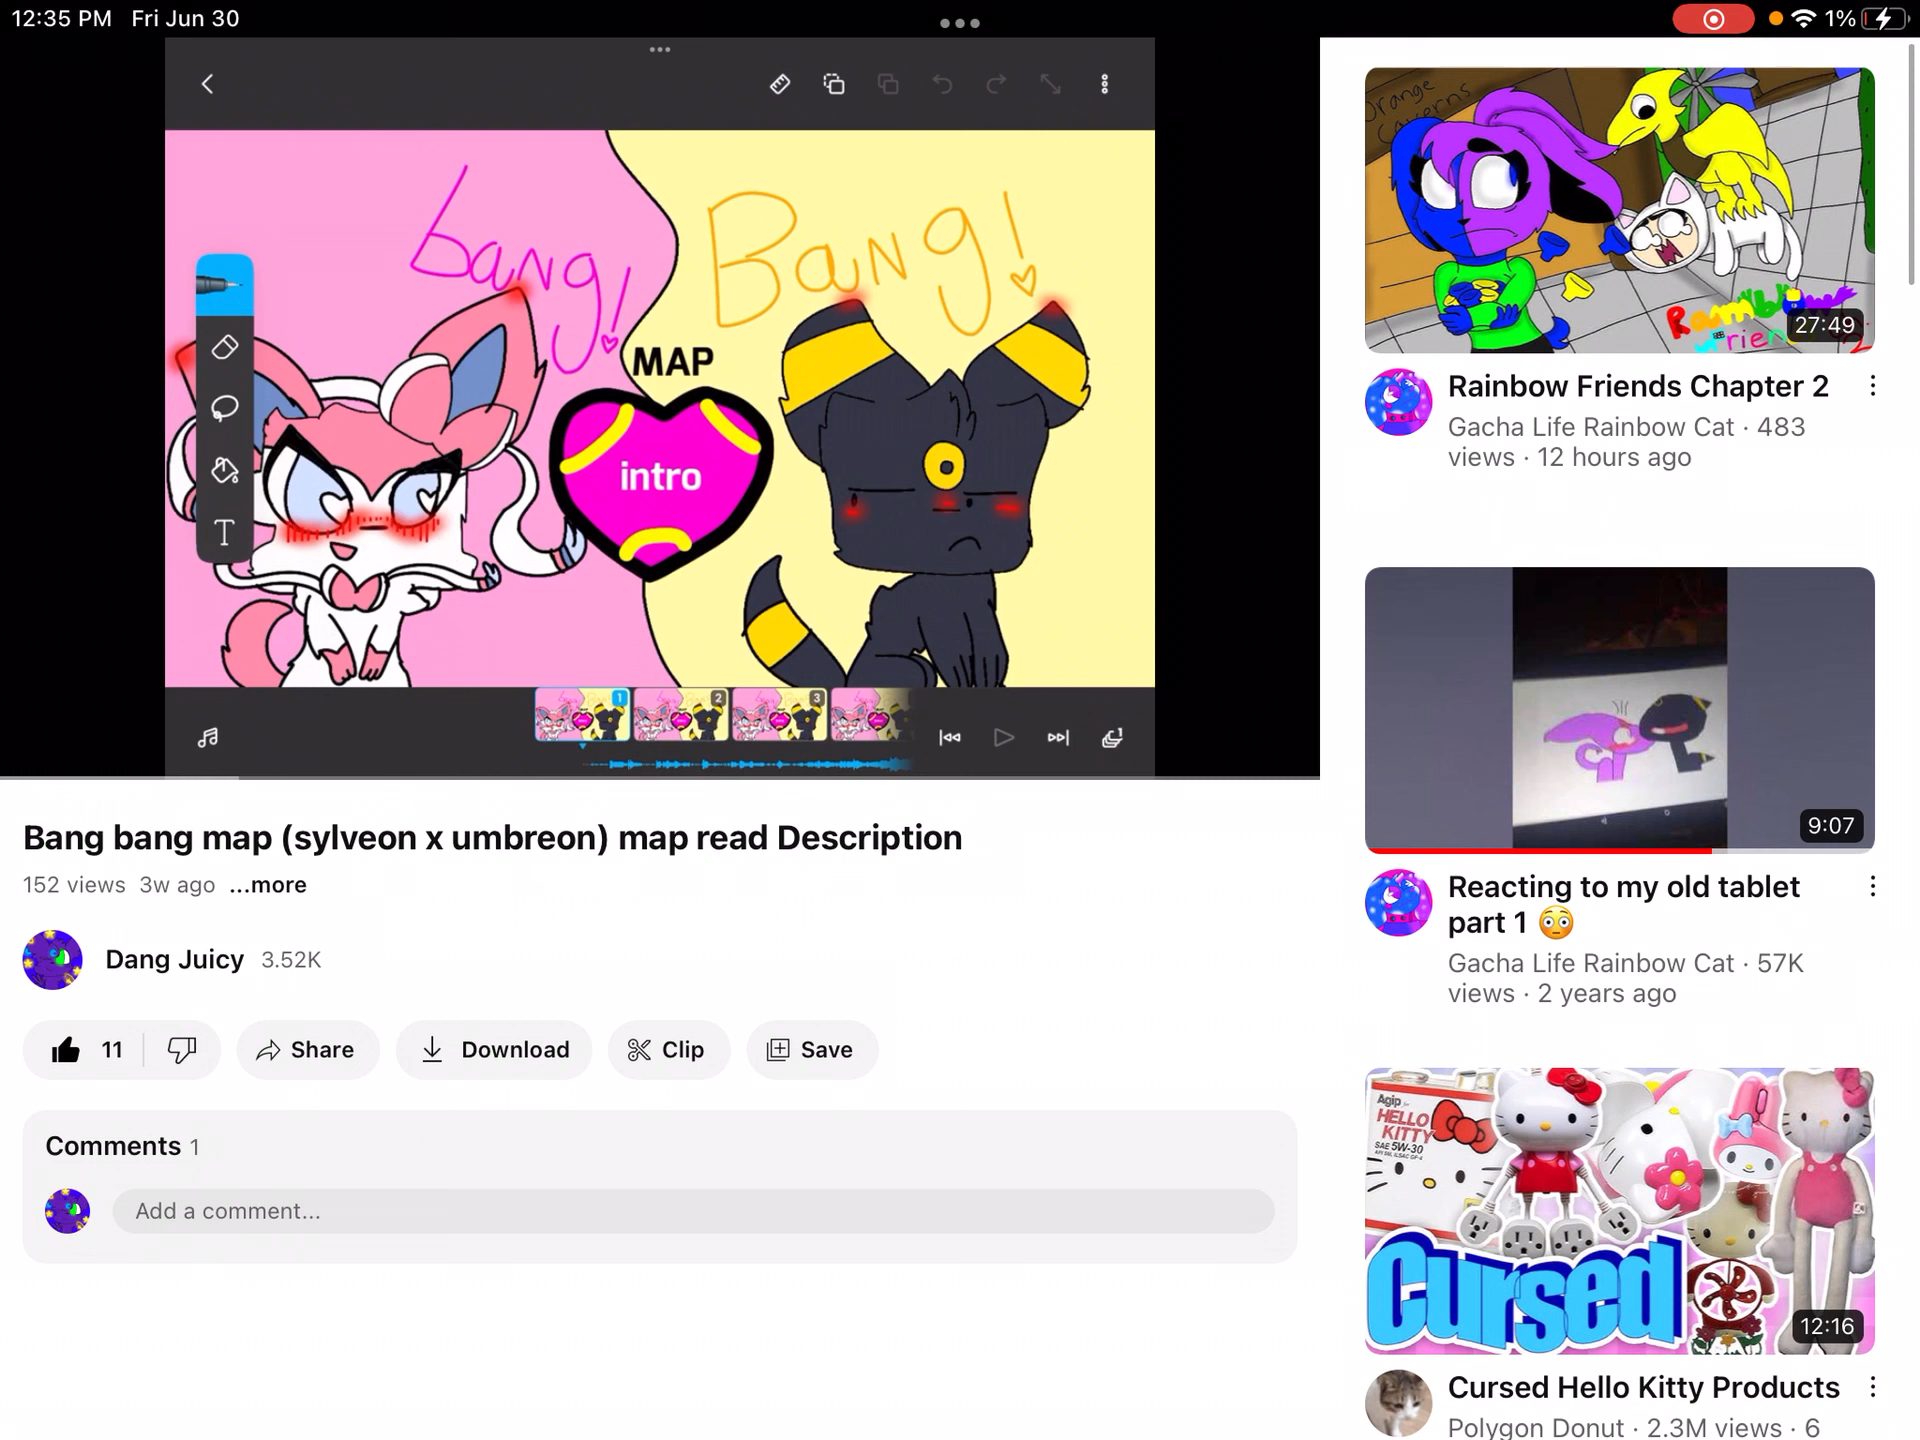 12:35 PM Fri Jun 30
1%
bang!
Bang!
MAP
intro
T
1
2
3
Bang bang map (sylveon x umbreon) map read Description
152 views 3w ago ...more
Dang Juicy 3.52K
11
Share
Download
Clip
Save
Comments 1
Add a comment...
Orange
Caverns
27:49
Rainbow Friends Chapter 2
Gacha Life Rainbow Cat · 483
views · 12 hours ago
9:07
Reacting to my old tablet
part 1 😳
Gacha Life Rainbow Cat · 57K
views · 2 years ago
Agip
HELLO
KITTY
SAE 5W-30
Cursed
12:16
Cursed Hello Kitty Products
Polygon Donut · 2.3M views · 6